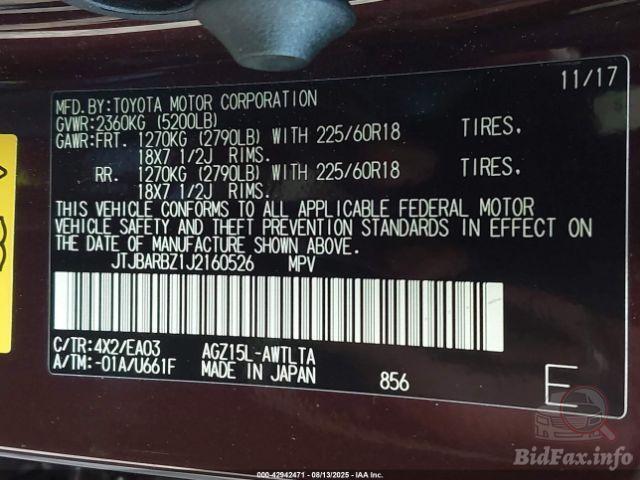 11/17
MFD.BY:TOYOTA MOTOR CORPORATION
GVWR:2360KG (5200LB)
GAWR:FRT. 1270KG (2790LB) WITH 225/60R18 TIRES.
18X7 1/2J RIMS.
RR. 1270KG (2790LB) WITH 225/60R18 TIRES.
18X7 1/2J RIMS.
THIS VEHICLE CONFORMS TO ALL APPLICABLE FEDERAL MOTOR
VEHICLE SAFETY AND THEFT PREVENTION STANDARDS IN EFFECT ON
THE DATE OF MANUFACTURE SHOWN ABOVE.
JTJBARBZ1J2160526 MPV
C/TR:4X2/EA03 AGZ15L-AWTLTA
A/TM:-01A/U661F MADE IN JAPAN 856
E
BidFax.info
000-42942471 - 08/13/2025 - IAA Inc.